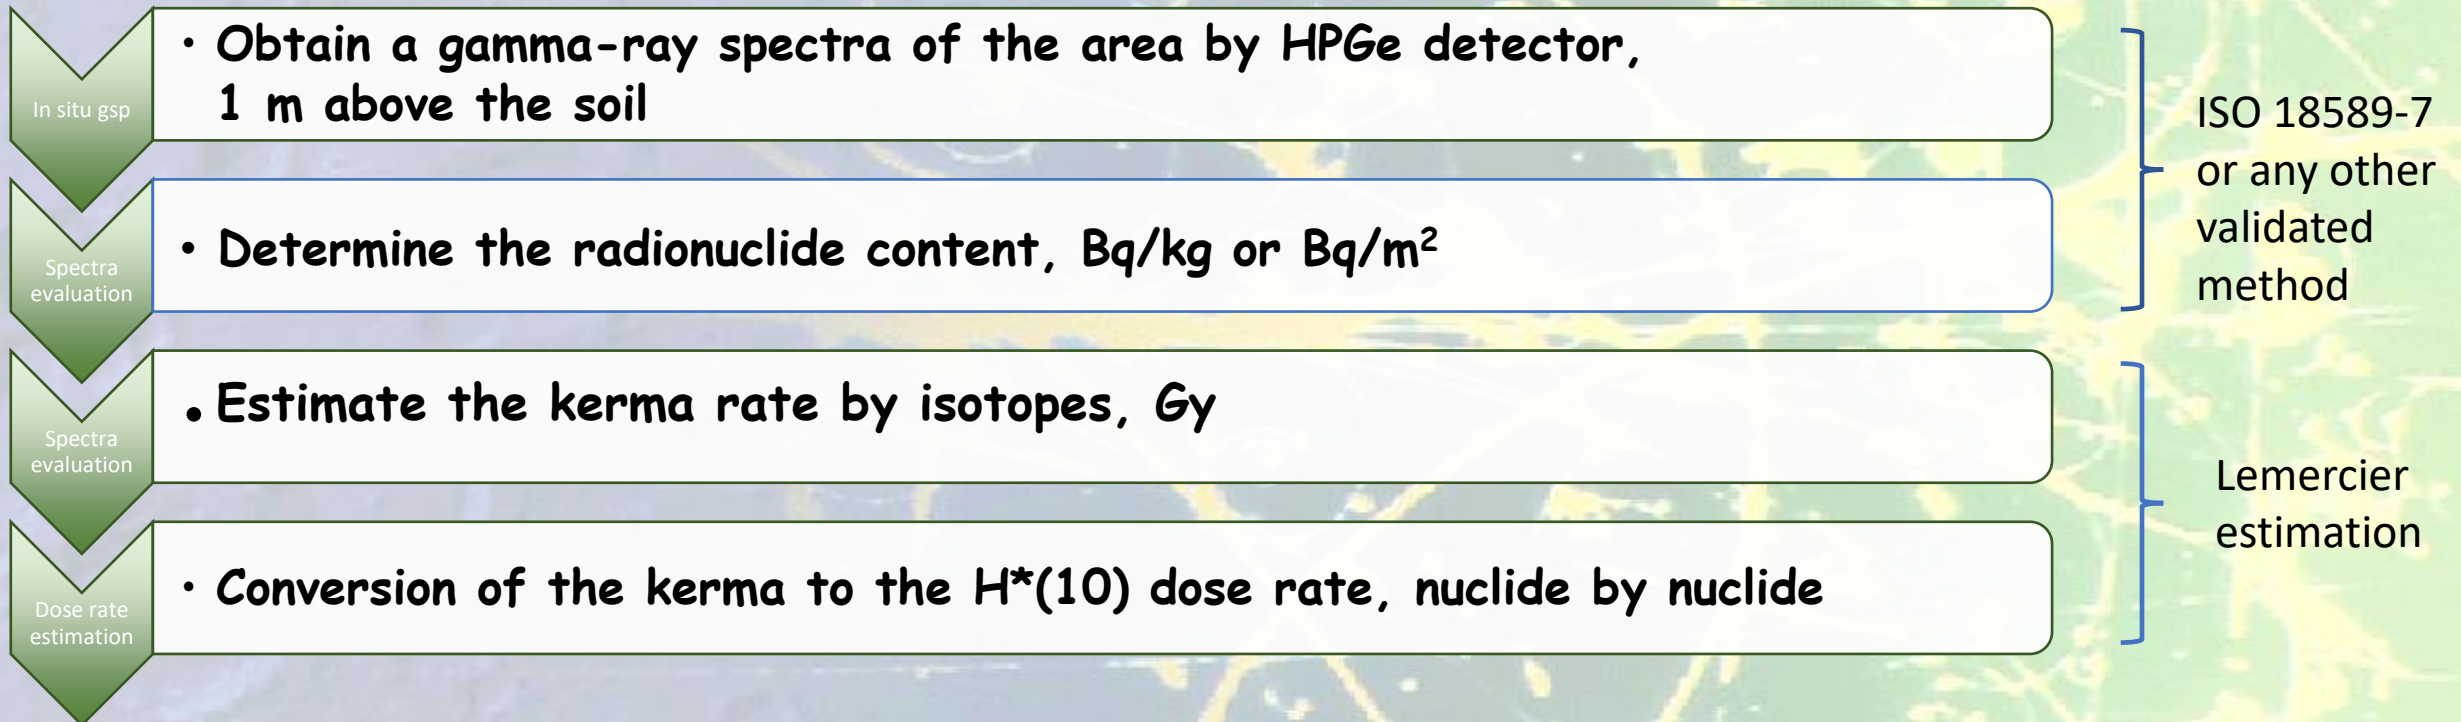 In situ gsp
• Obtain a gamma-ray spectra of the area by HPGe detector,
1 m above the soil
Spectra
evaluation
• Determine the radionuclide content, Bq/kg or Bq/m²
ISO 18589-7
or any other
validated
method
Spectra
evaluation
• Estimate the kerma rate by isotopes, Gy
Dose rate
estimation
• Conversion of the kerma to the H*(10) dose rate, nuclide by nuclide
Lemercier
estimation